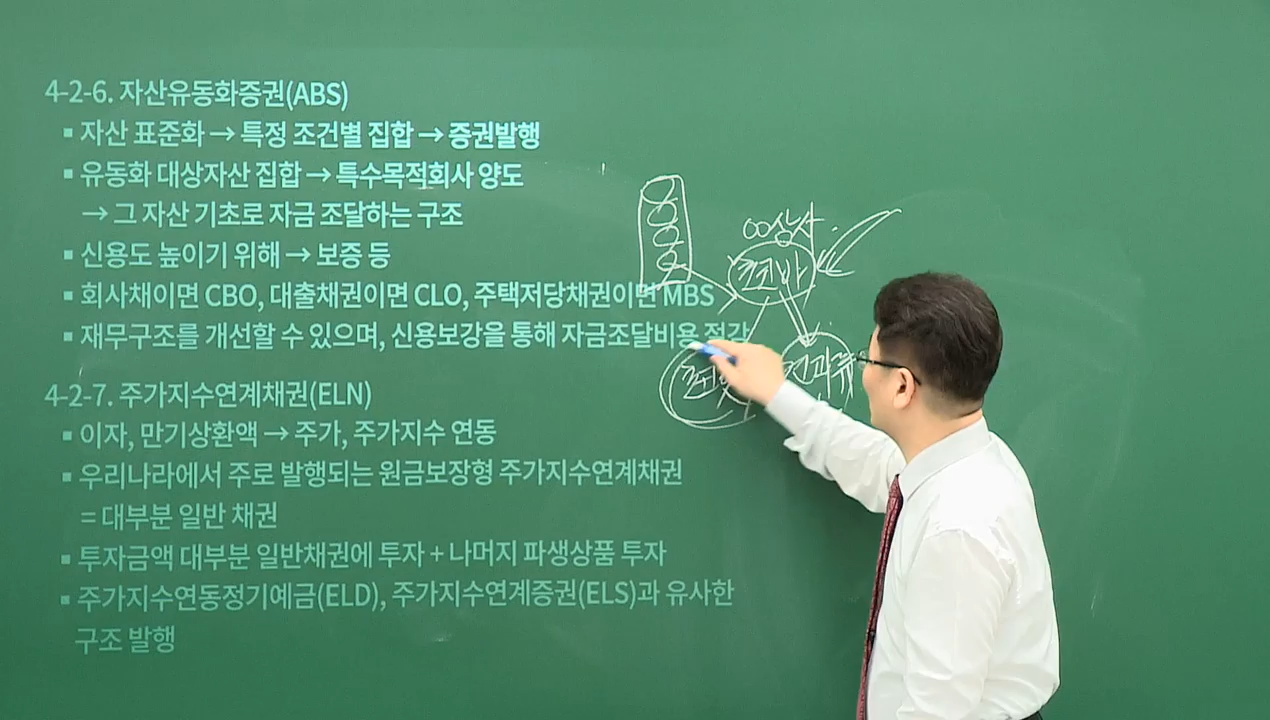 4-2-6. 자산유동화증권(ABS)
▪ 자산 표준화 → 특정 조건별 집합 → 증권발행
▪ 유동화 대상자산 집합 → 특수목적회사 양도
→ 그 자산 기초로 자금 조달하는 구조
▪ 신용도 높이기 위해 → 보증 등
▪ 회사채이면 CBO, 대출채권이면 CLO, 주택저당채권이면 MBS
▪ 재무구조를 개선할 수 있으며, 신용보강을 통해 자금조달비용 절감
4-2-7. 주가지수연계채권(ELN)
▪ 이자, 만기상환액 → 주가, 주가지수 연동
▪ 우리나라에서 주로 발행되는 원금보장형 주가지수연계채권
= 대부분 일반 채권
▪ 투자금액 대부분 일반채권에 투자 + 나머지 파생상품 투자
▪ 주가지수연동정기예금(ELD), 주가지수연계증권(ELS)과 유사한
구조 발행